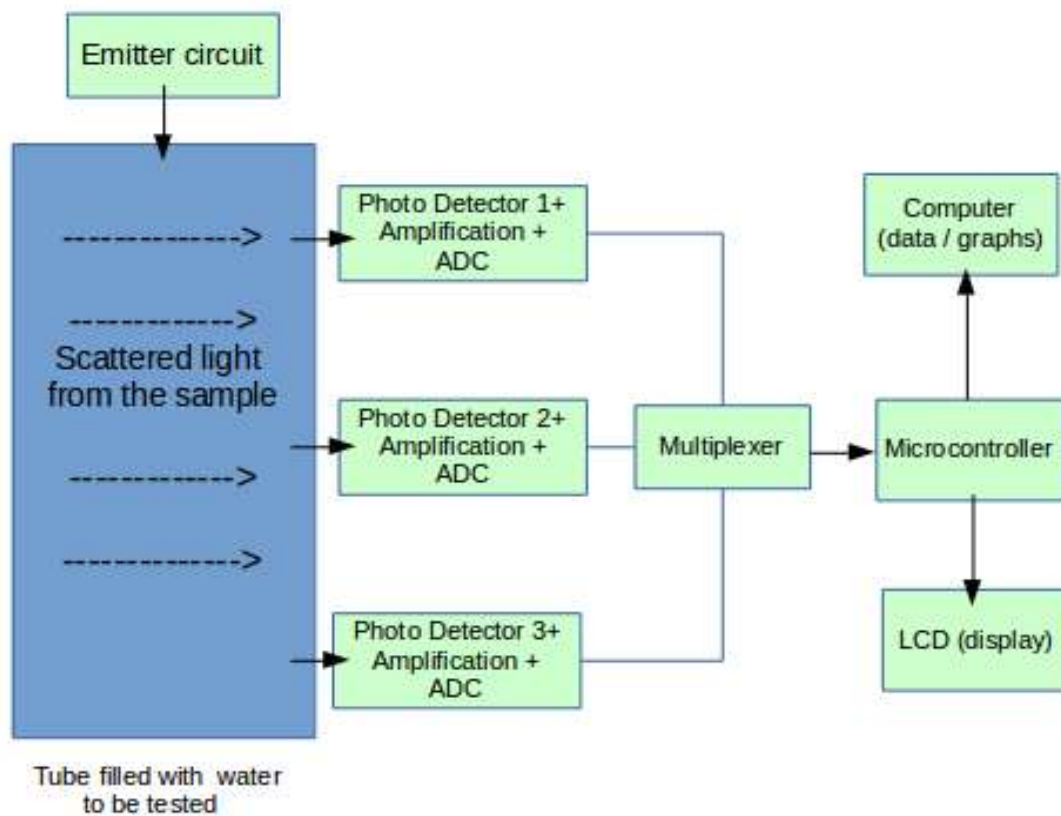 Emitter circuit
------------->
Photo Detector 1+
Amplification +
ADC
Computer
(data / graphs)
------------->
Scattered light
from the sample
Photo Detector 2+
Amplification +
ADC
Multiplexer
Microcontroller
------------->
------------->
Photo Detector 3+
Amplification +
ADC
LCD (display)
Tube filled with water
to be tested